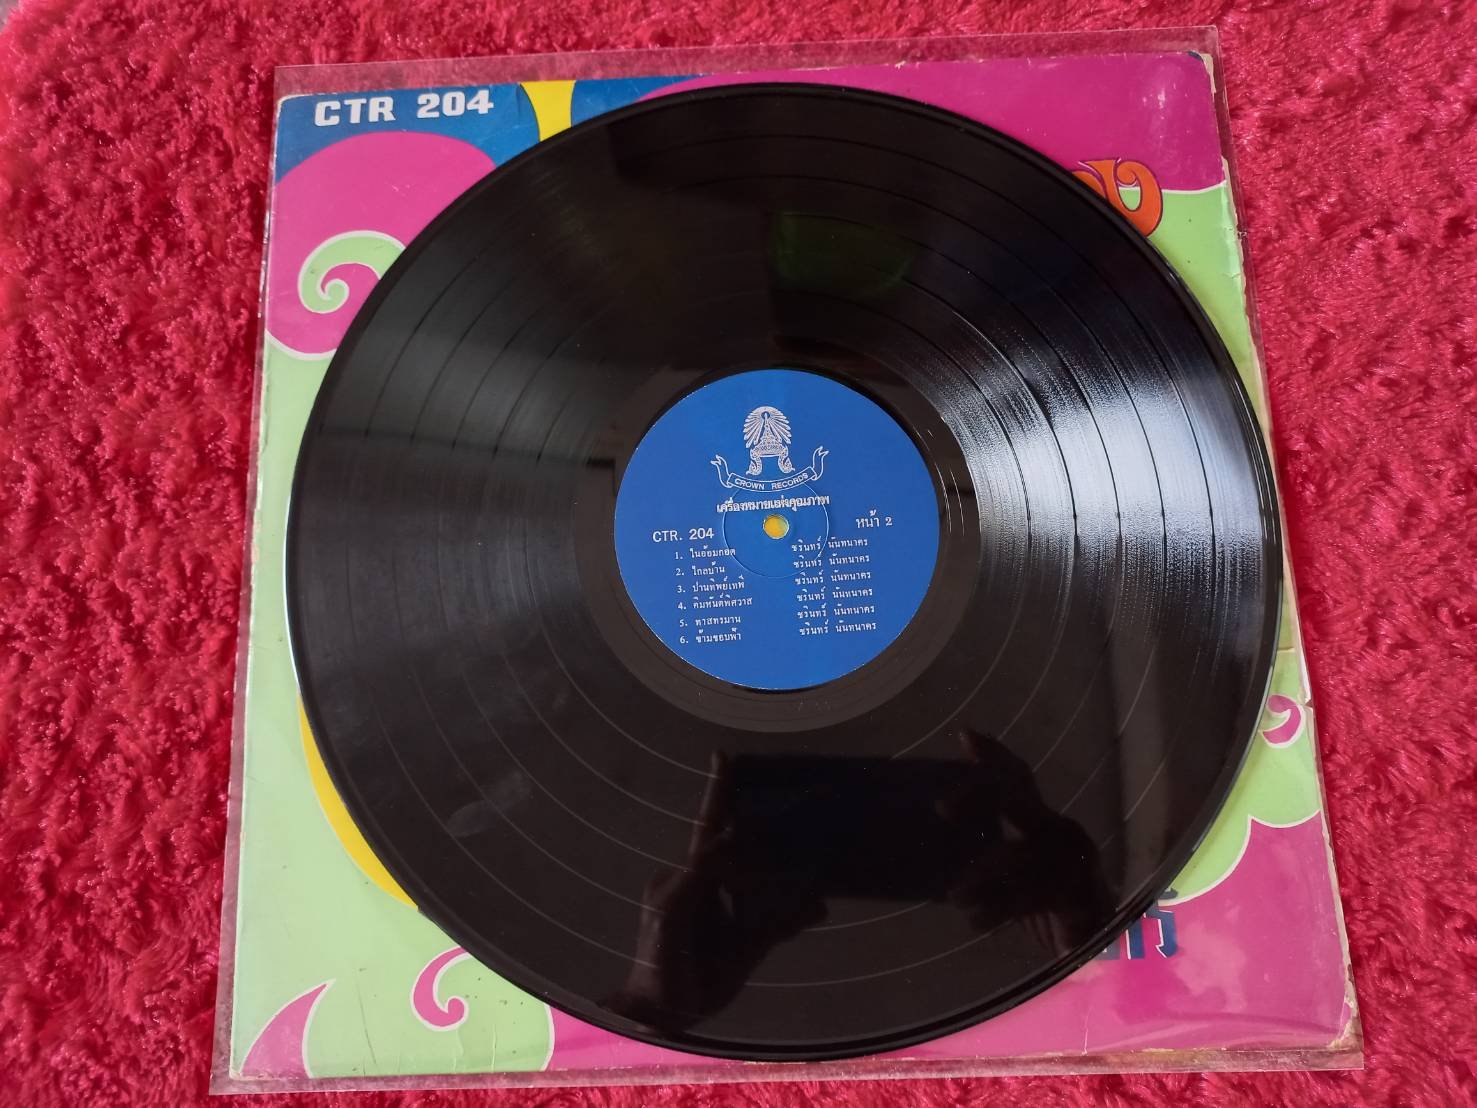 CTR 204
CROWN RECORDS
เครื่องหมายแห่งคุณภาพ
CTR. 204 หน้า 2
1. ในอ้อมกอด ชรินทร์ นันทนาคร
2. ไกลบ้าน ชรินทร์ นันทนาคร
3. ปานทิพย์เทพี ชรินทร์ นันทนาคร
4. คิมหันต์พิศวาส ชรินทร์ นันทนาคร
5. ทาสทรมาน ชรินทร์ นันทนาคร
6. ข้ามขอบฟ้า ชรินทร์ นันทนาคร